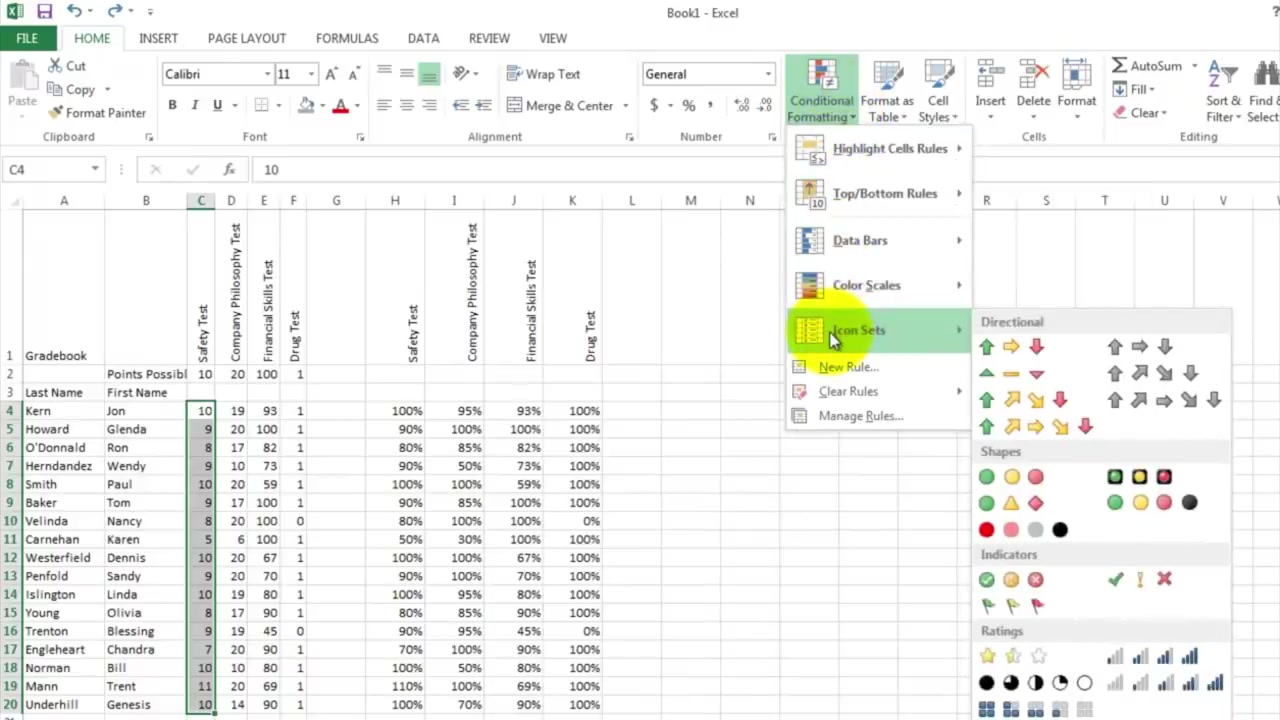 Book1 - Excel
?
FILE HOME INSERT PAGE LAYOUT FORMULAS DATA REVIEW VIEW
Paste
Cut
Copy
Format Painter
Clipboard
Calibri 11
B I U
Font
Wrap Text
Merge & Center
Alignment
General
$ % ,
Number
Conditional Formatting
Format as Table
Cell Styles
Insert Delete Format
Cells
AutoSum
Fill
Clear
Sort & Filter
Find &
Selec
Editing
C4 fx 10
A B C D E F G H I J K L M N R S T U V
Safety Test
Company Philosophy Test
Financial Skills Test
Drug Test
Safety Test
Company Philosophy Test
Financial Skills Test
Drug Test
1 Gradebook
2 Points Possibl 10 20 100 1
3 Last Name First Name
4 Kern Jon 10 19 93 1 100% 95% 93% 100%
5 Howard Glenda 9 20 100 1 90% 100% 100% 100%
6 O'Donnald Ron 8 17 82 1 80% 85% 82% 100%
7 Herndandez Wendy 9 10 73 1 90% 50% 73% 100%
8 Smith Paul 10 20 59 1 100% 100% 59% 100%
9 Baker Tom 9 17 100 1 90% 85% 100% 100%
10 Velinda Nancy 8 20 100 0 80% 100% 100% 0%
11 Carnehan Karen 5 6 100 1 50% 30% 100% 100%
12 Westerfield Dennis 10 20 67 1 100% 100% 67% 100%
13 Penfold Sandy 9 20 70 1 90% 100% 70% 100%
14 Islington Linda 10 19 80 1 100% 95% 80% 100%
15 Young Olivia 8 17 90 1 80% 85% 90% 100%
16 Trenton Blessing 9 19 45 0 90% 95% 45% 0%
17 Engleheart Chandra 7 20 90 1 70% 100% 90% 100%
18 Norman Bill 10 10 80 1 100% 50% 80% 100%
19 Mann Trent 11 20 69 1 110% 100% 69% 100%
20 Underhill Genesis 10 14 90 1 100% 70% 90% 100%
Highlight Cells Rules
Top/Bottom Rules
Data Bars
Color Scales
Icon Sets
New Rule...
Clear Rules
Manage Rules...
Directional
Shapes
Indicators
Ratings